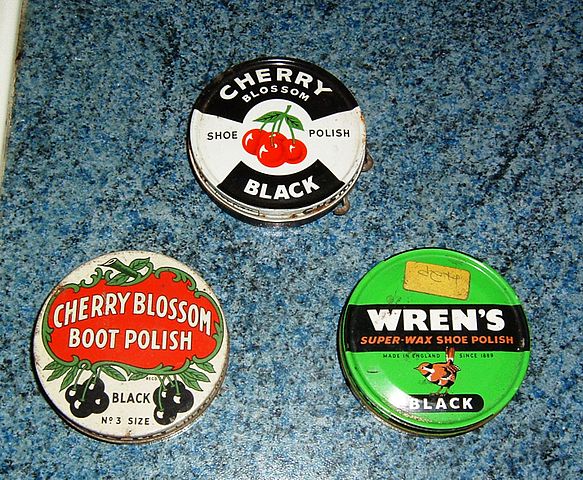 CHERRY
BLOSSOM
SHOE POLISH
BLACK
CHERRY BLOSSOM
BOOT POLISH
BLACK
Nº 3 SIZE
WREN'S
SUPER-WAX SHOE POLISH
MADE IN ENGLAND SINCE 1889
BLACK